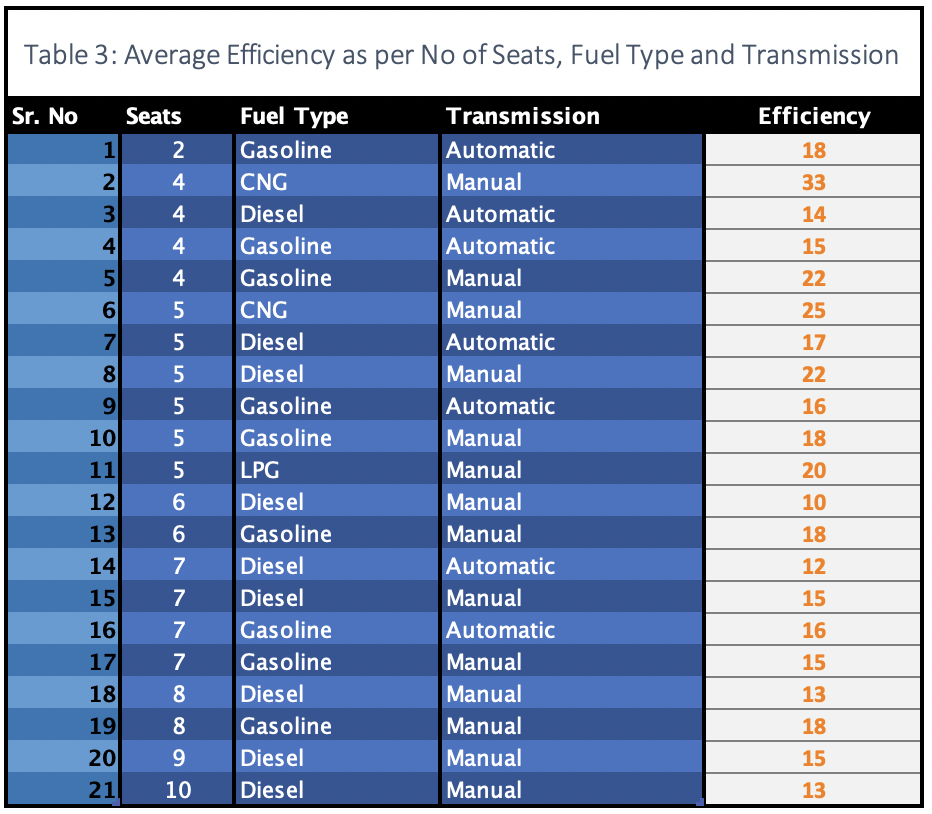 Table 3: Average Efficiency as per No of Seats, Fuel Type and Transmission
Sr. No Seats Fuel Type Transmission Efficiency
1 2 Gasoline Automatic 18
2 4 CNG Manual 33
3 4 Diesel Automatic 14
4 4 Gasoline Automatic 15
5 4 Gasoline Manual 22
6 5 CNG Manual 25
7 5 Diesel Automatic 17
8 5 Diesel Manual 22
9 5 Gasoline Automatic 16
10 5 Gasoline Manual 18
11 5 LPG Manual 20
12 6 Diesel Manual 10
13 6 Gasoline Manual 18
14 7 Diesel Automatic 12
15 7 Diesel Manual 15
16 7 Gasoline Automatic 16
17 7 Gasoline Manual 15
18 8 Diesel Manual 13
19 8 Gasoline Manual 18
20 9 Diesel Manual 15
21 10 Diesel Manual 13